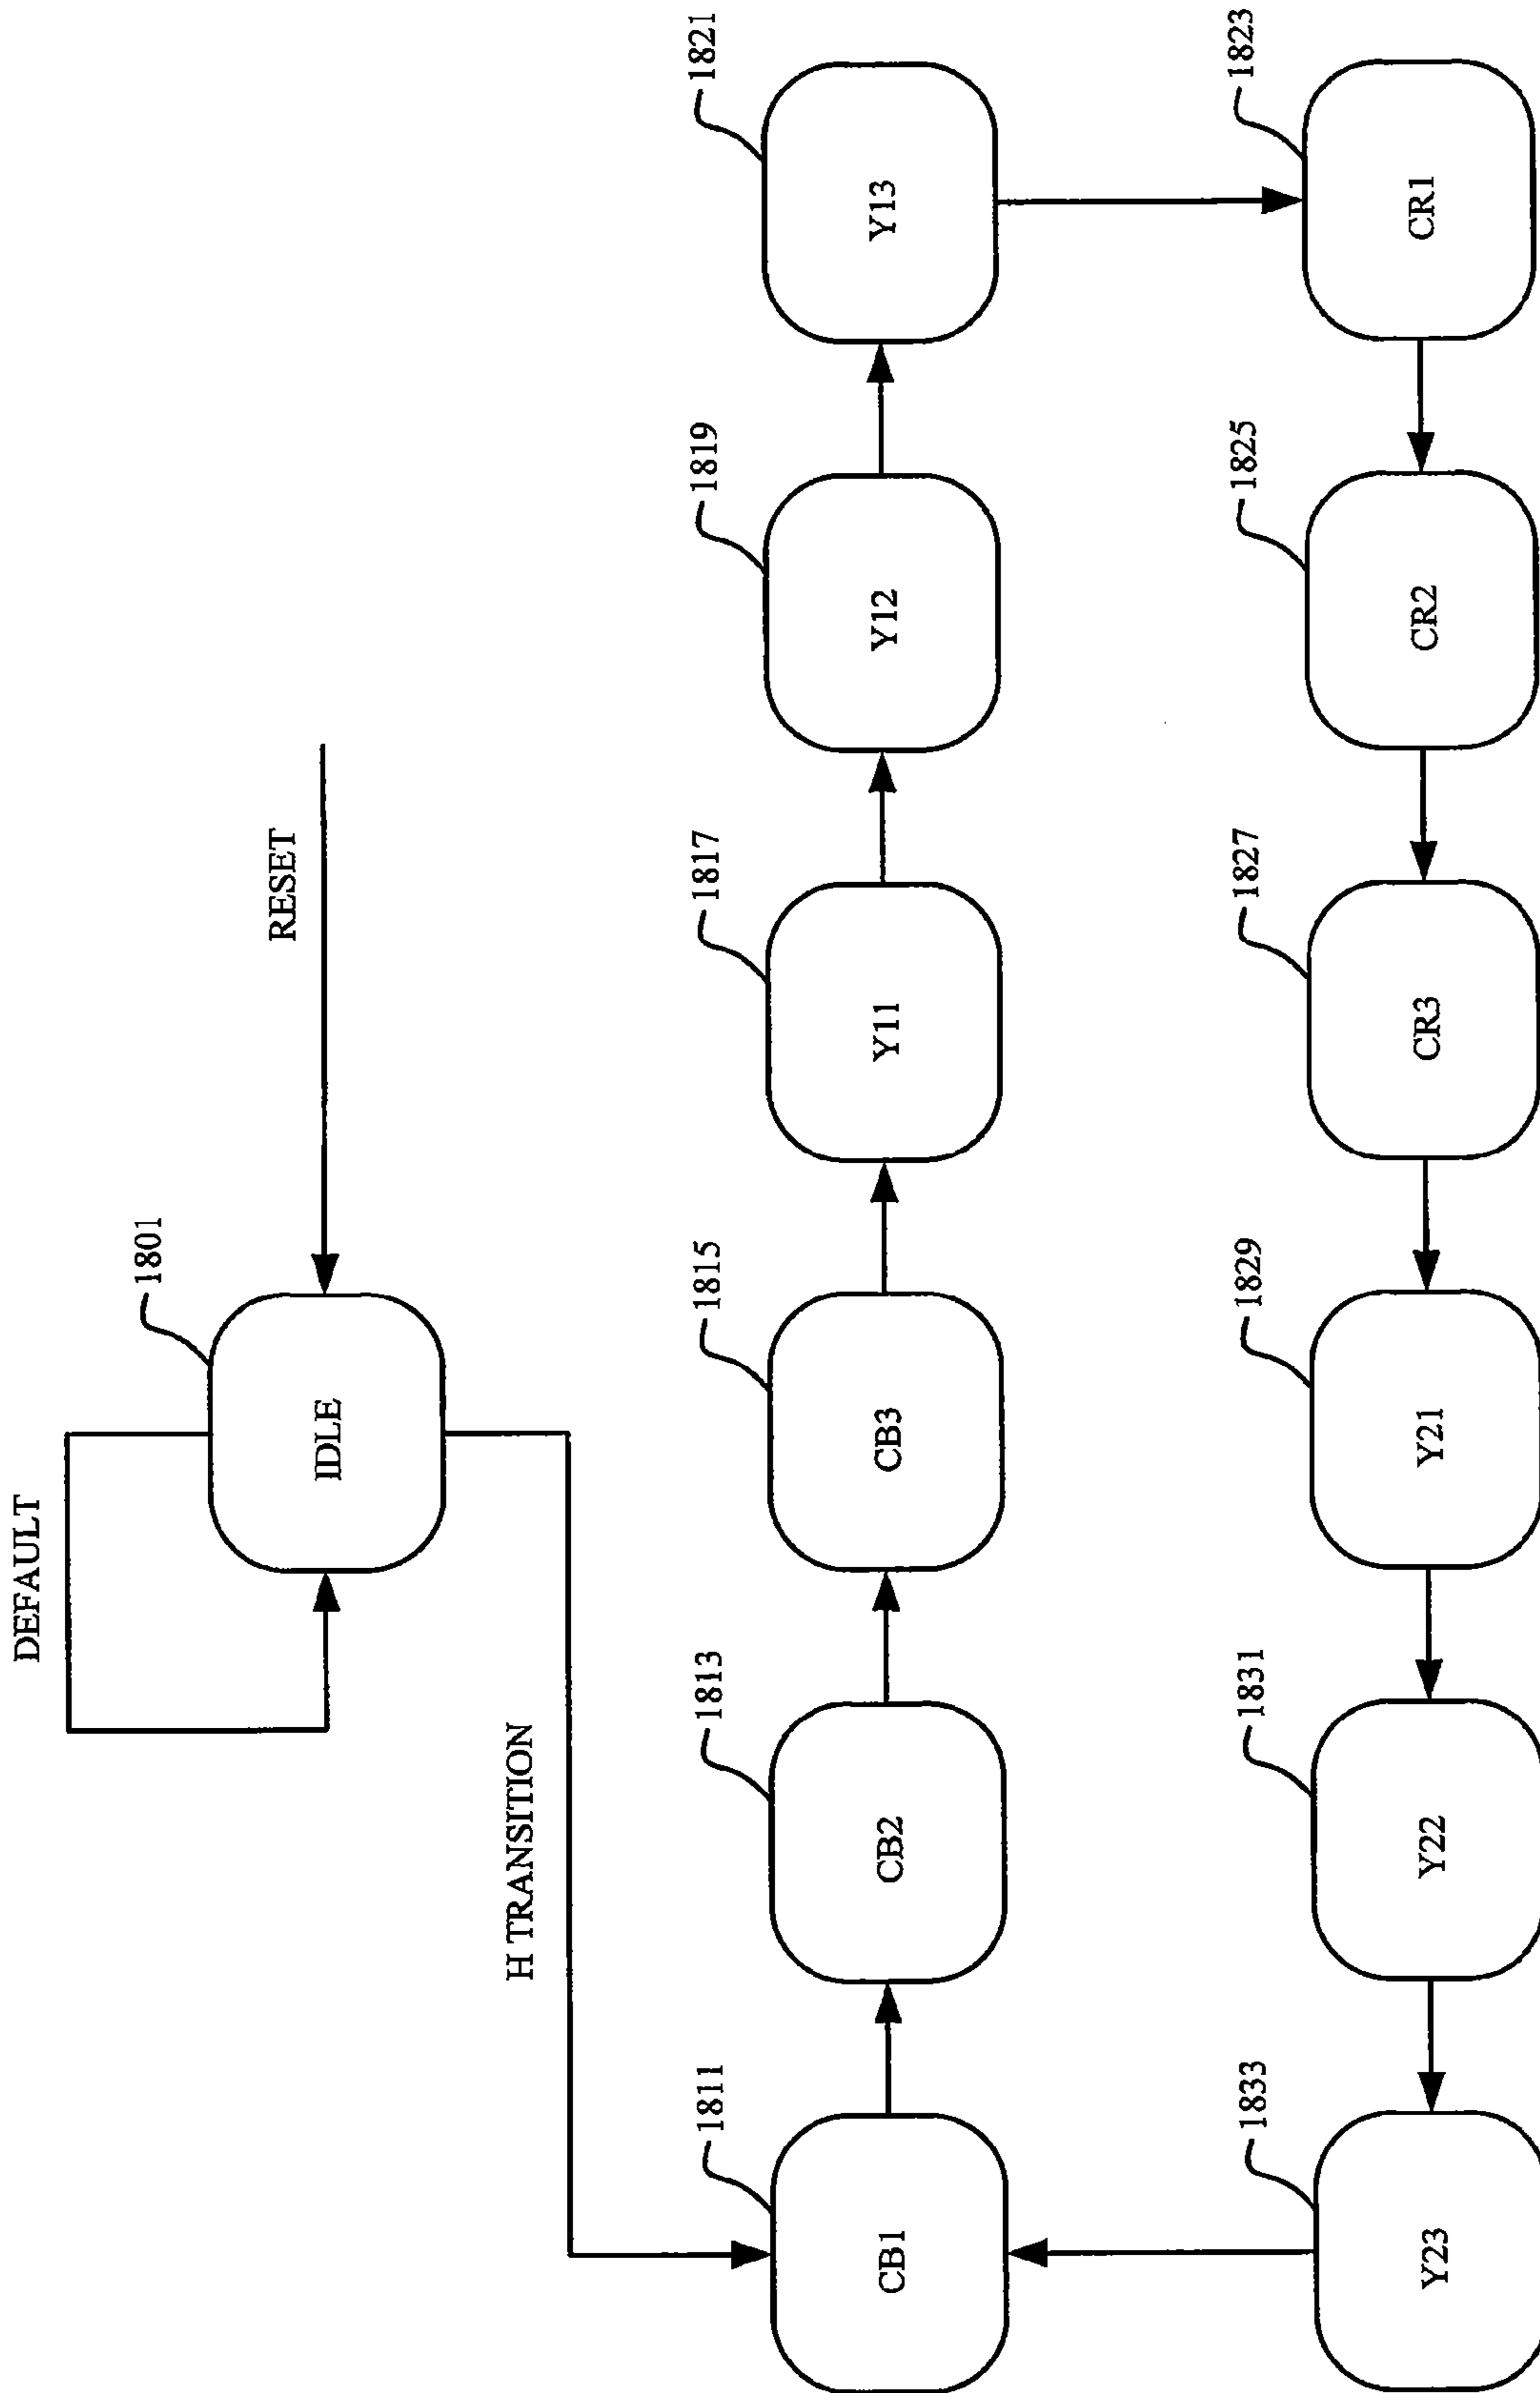 DEFAULT
1801
IDLE
RESET
H TRANSITION
1811
CB1
1813
CB2
1815
CB3
1817
Y11
1819
Y12
1821
Y13
1833
Y23
1831
Y22
1829
Y21
1827
CR3
1825
CR2
1823
CR1